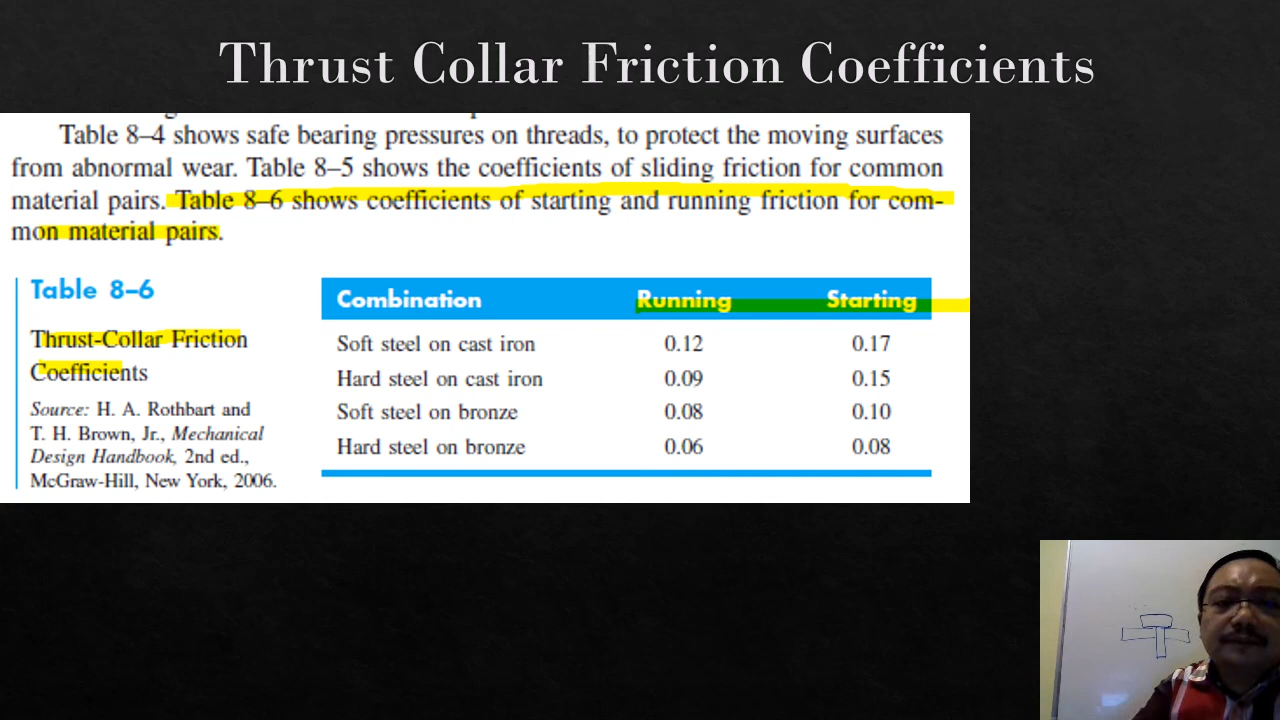 Thrust Collar Friction Coefficients
Table 8–4 shows safe bearing pressures on threads, to protect the moving surfaces
from abnormal wear. Table 8–5 shows the coefficients of sliding friction for common
material pairs. Table 8–6 shows coefficients of starting and running friction for com-
mon material pairs.
Table 8–6
Thrust-Collar Friction
Coefficients
Source: H. A. Rothbart and
T. H. Brown, Jr., Mechanical
Design Handbook, 2nd ed.,
McGraw-Hill, New York, 2006.
Combination Running Starting
Soft steel on cast iron 0.12 0.17
Hard steel on cast iron 0.09 0.15
Soft steel on bronze 0.08 0.10
Hard steel on bronze 0.06 0.08